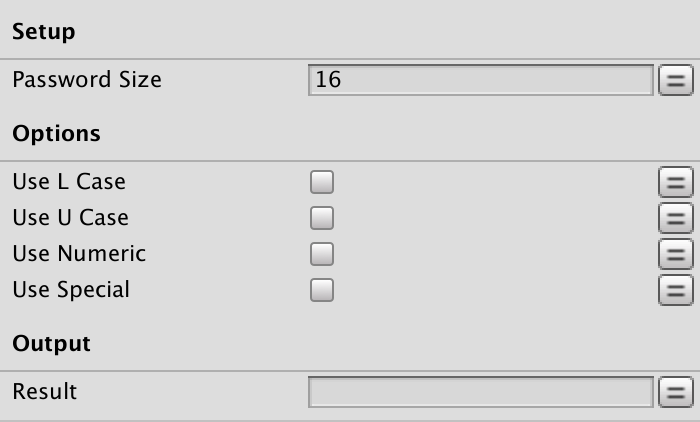 Setup
Password Size 16
Options
Use L Case
Use U Case
Use Numeric
Use Special
Output
Result